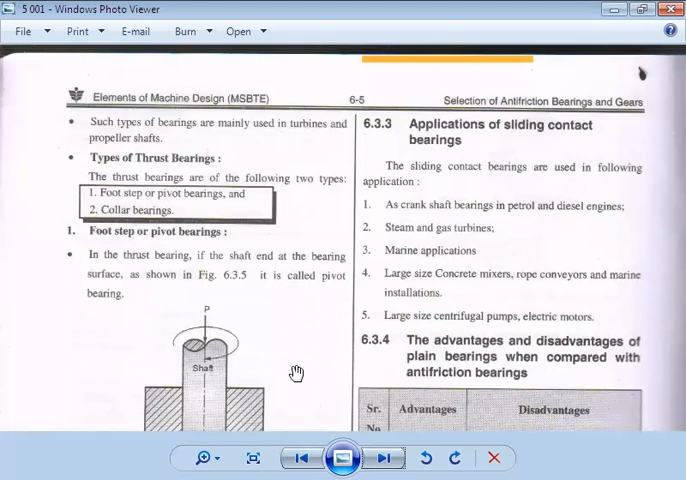 5 001 - Windows Photo Viewer
File Print E-mail Burn Open
Elements of Machine Design (MSBTE) 6-5 Selection of Antifriction Bearings and Gears
• Such types of bearings are mainly used in turbines and
propeller shafts.
• Types of Thrust Bearings :
The thrust bearings are of the following two types:
1. Foot step or pivot bearings, and
2. Collar bearings.
1. Foot step or pivot bearings :
• In the thrust bearing, if the shaft end at the bearing
surface, as shown in Fig. 6.3.5 it is called pivot
bearing.
P
Shaft
6.3.3 Applications of sliding contact
bearings
The sliding contact bearings are used in following
application :
1. As crank shaft bearings in petrol and diesel engines;
2. Steam and gas turbines;
3. Marine applications
4. Large size Concrete mixers, rope conveyors and marine
installations.
5. Large size centrifugal pumps, electric motors.
6.3.4 The advantages and disadvantages of
plain bearings when compared with
antifriction bearings
Sr. Advantages Disadvantages
No